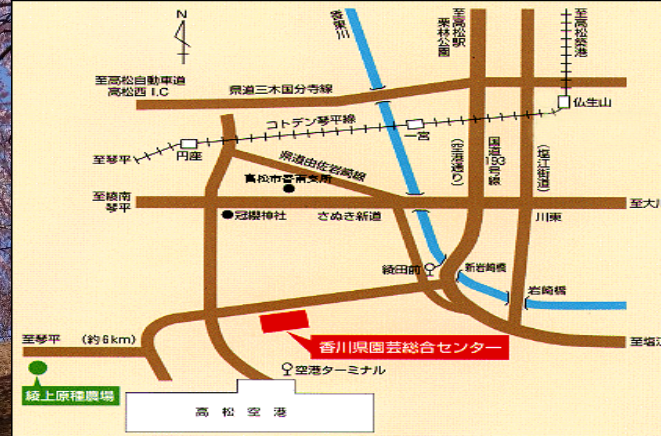 N
香東川
至高松駅
栗林公園
至高松築港
至高松自動車道
高松西I.C
県道三木国分寺線
コトデン琴平線
仏生山
一宮
円座
至琴平
県道由佐岩崎線
(空港通り)
国道193号線
(塩江街道)
高松市香南支所
至綾南
琴平
冠纓神社
さぬき新道
川東
至大川
綾田前
新岩崎橋
岩崎橋
至琴平 (約6km)
香川県園芸総合センター
至塩江
綾上原種農場
空港ターミナル
高松空港